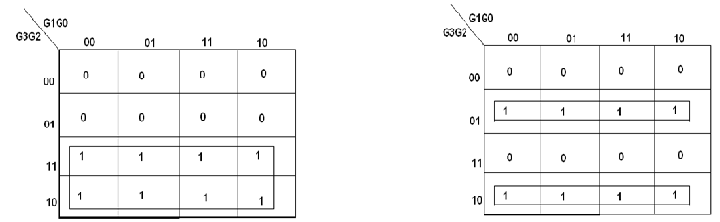 G1G0
G3G2
00 01 11 10
00 0 0 0 0
01 0 0 0 0
11 1 1 1 1
10 1 1 1 1
G1G0
G3G2
00 01 11 10
00 0 0 0 0
01 1 1 1 1
11 0 0 0 0
10 1 1 1 1